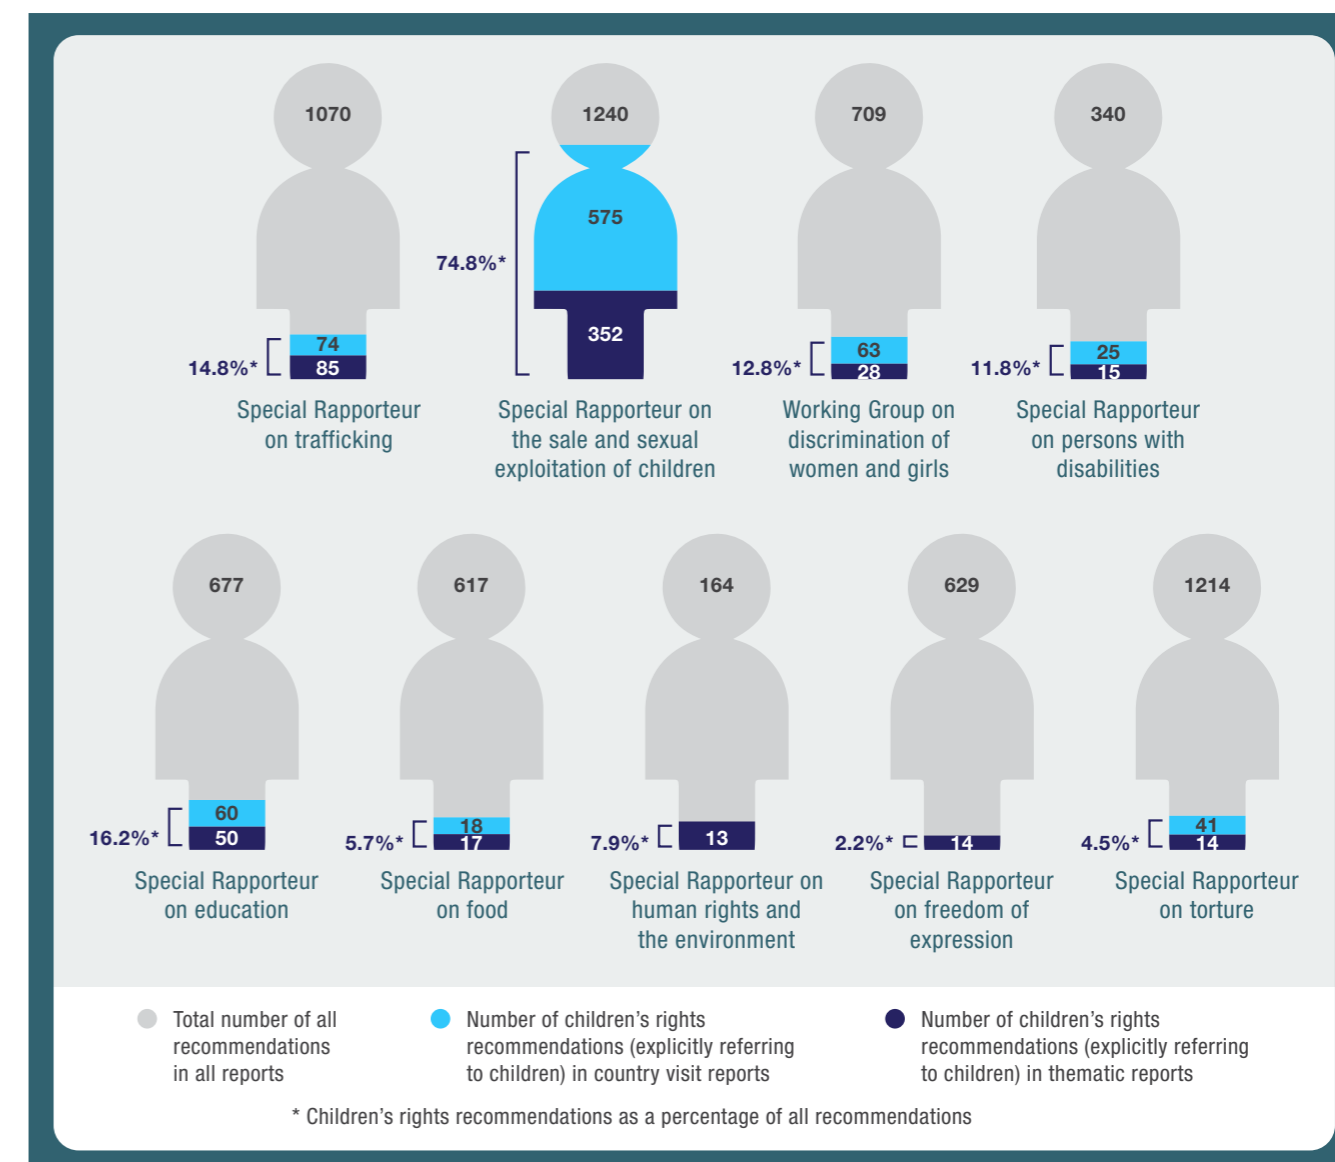 1070
1240
709
340
575
74.8%*
352
74
85
14.8%*
63
28
12.8%*
25
15
11.8%*
Special Rapporteur
on trafficking
Special Rapporteur on
the sale and sexual
exploitation of children
Working Group on
discrimination of
women and girls
Special Rapporteur
on persons with
disabilities
677
617
164
629
1214
60
50
16.2%*
18
17
5.7%*
13
7.9%*
14
2.2%*
41
14
4.5%*
Special Rapporteur
on education
Special Rapporteur
on food
Special Rapporteur on
human rights and
the environment
Special Rapporteur
on freedom of
expression
Special Rapporteur
on torture
Total number of all
recommendations
in all reports
Number of children’s rights
recommendations (explicitly referring
to children) in country visit reports
Number of children’s rights
recommendations (explicitly referring
to children) in thematic reports
* Children’s rights recommendations as a percentage of all recommendations